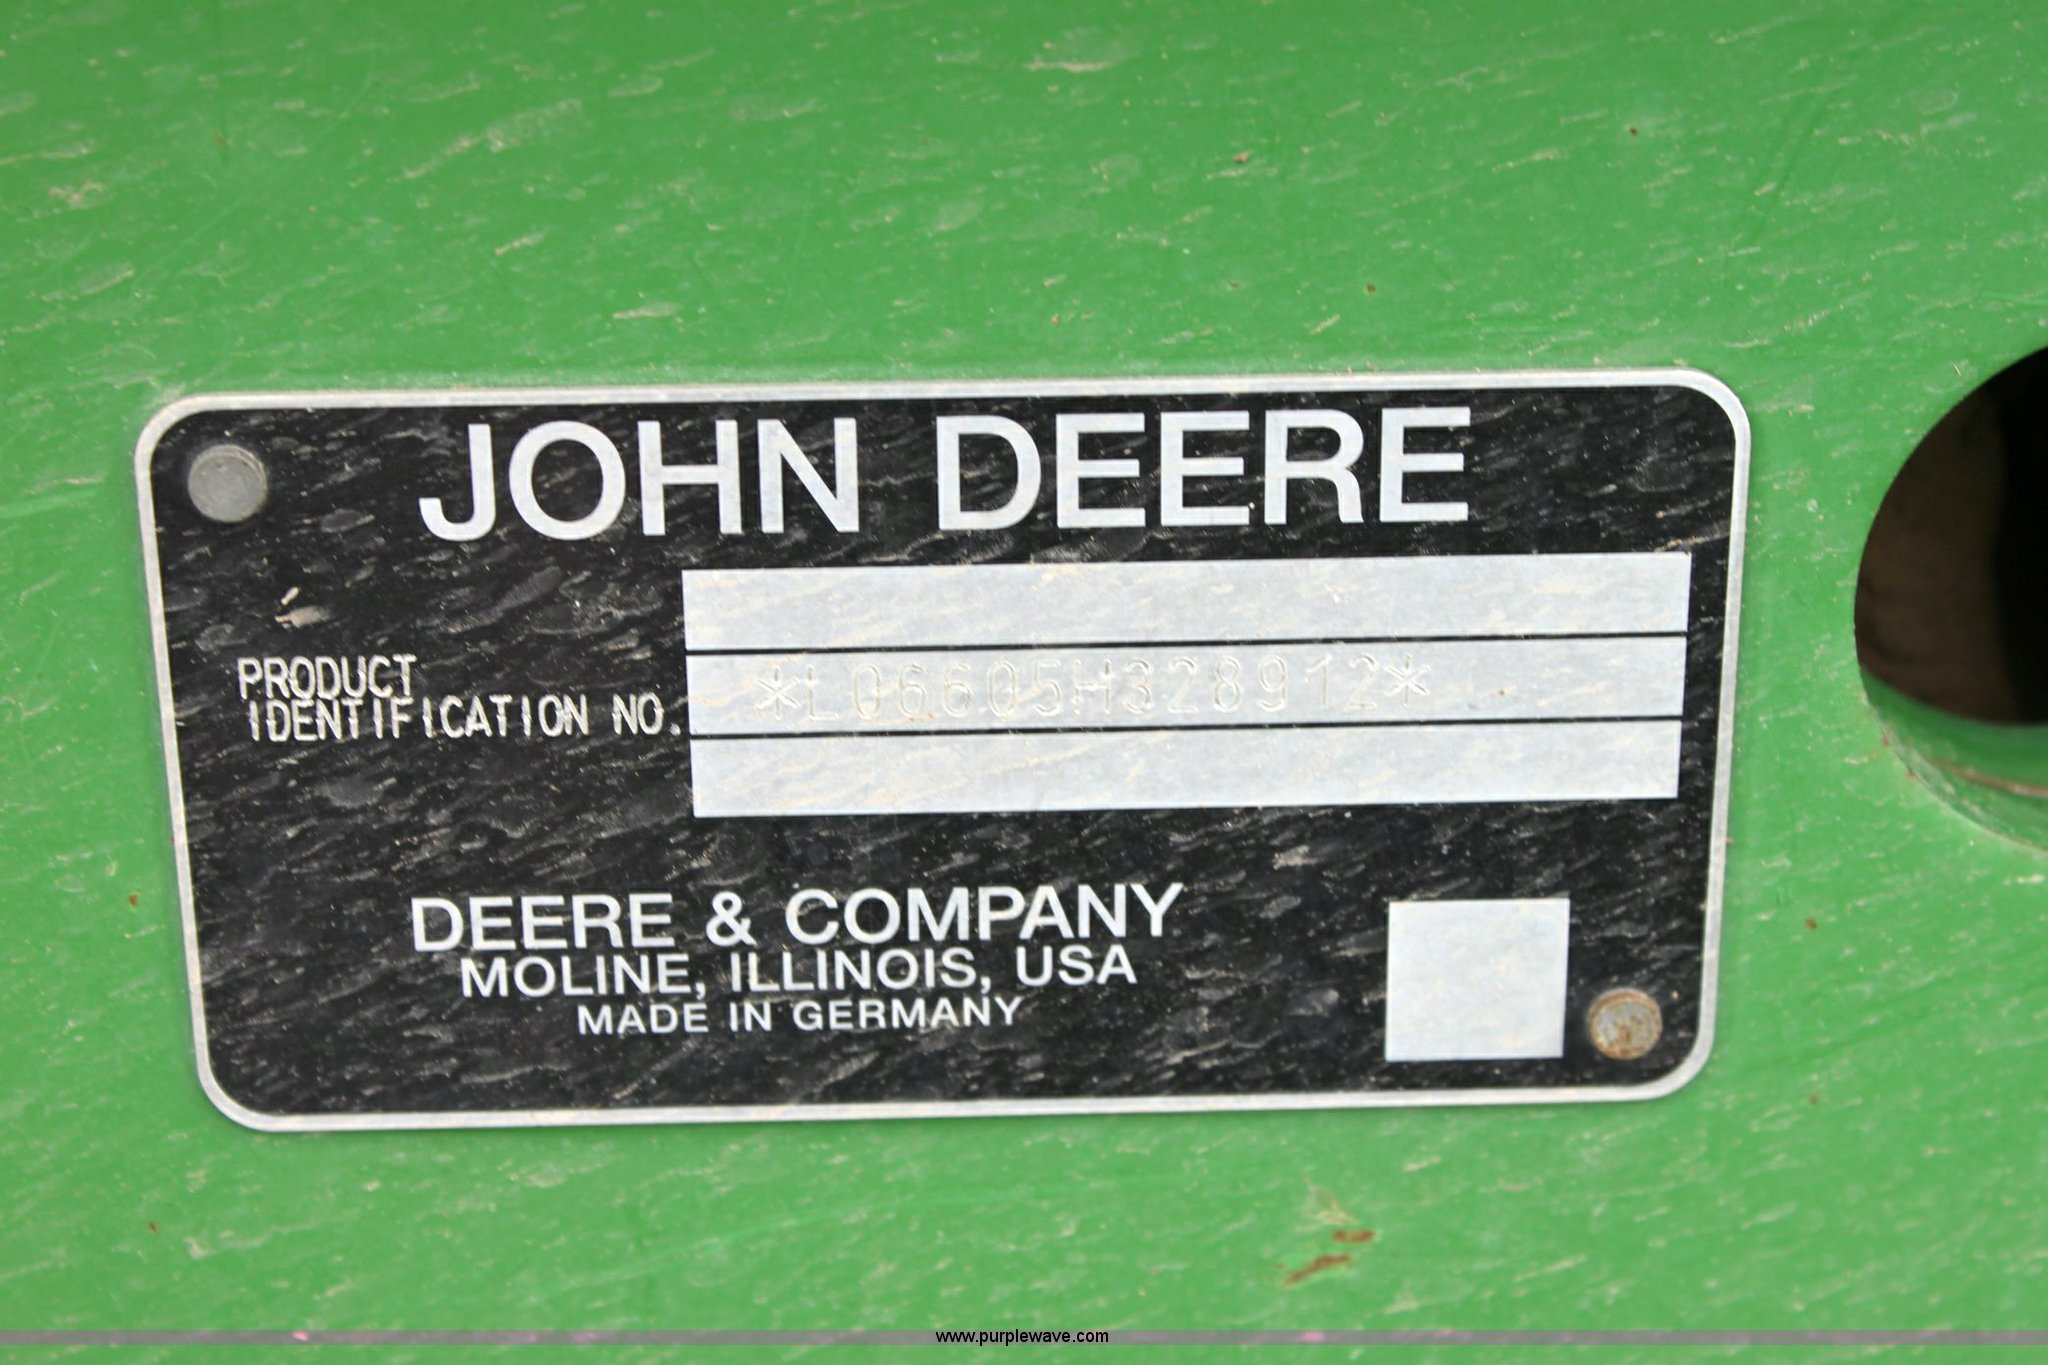 JOHN DEERE
PRODUCT
IDENTIFICATION NO.
*L06605H328912*
DEERE & COMPANY
MOLINE, ILLINOIS, USA
MADE IN GERMANY
www.purplewave.com